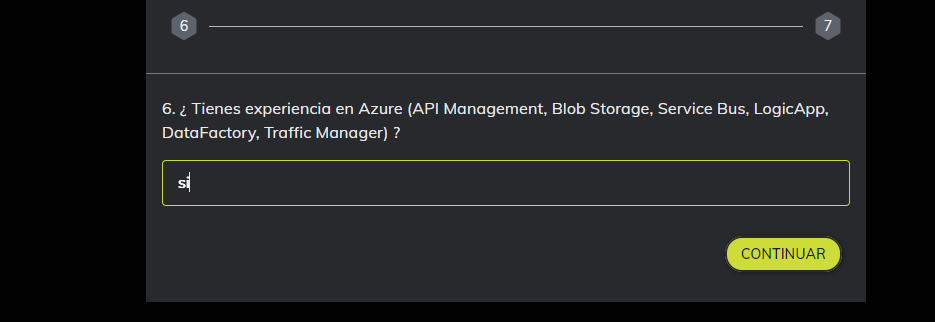 6 7
6. ¿ Tienes experiencia en Azure (API Management, Blob Storage, Service Bus, LogicApp,
DataFactory, Traffic Manager) ?
si
CONTINUAR